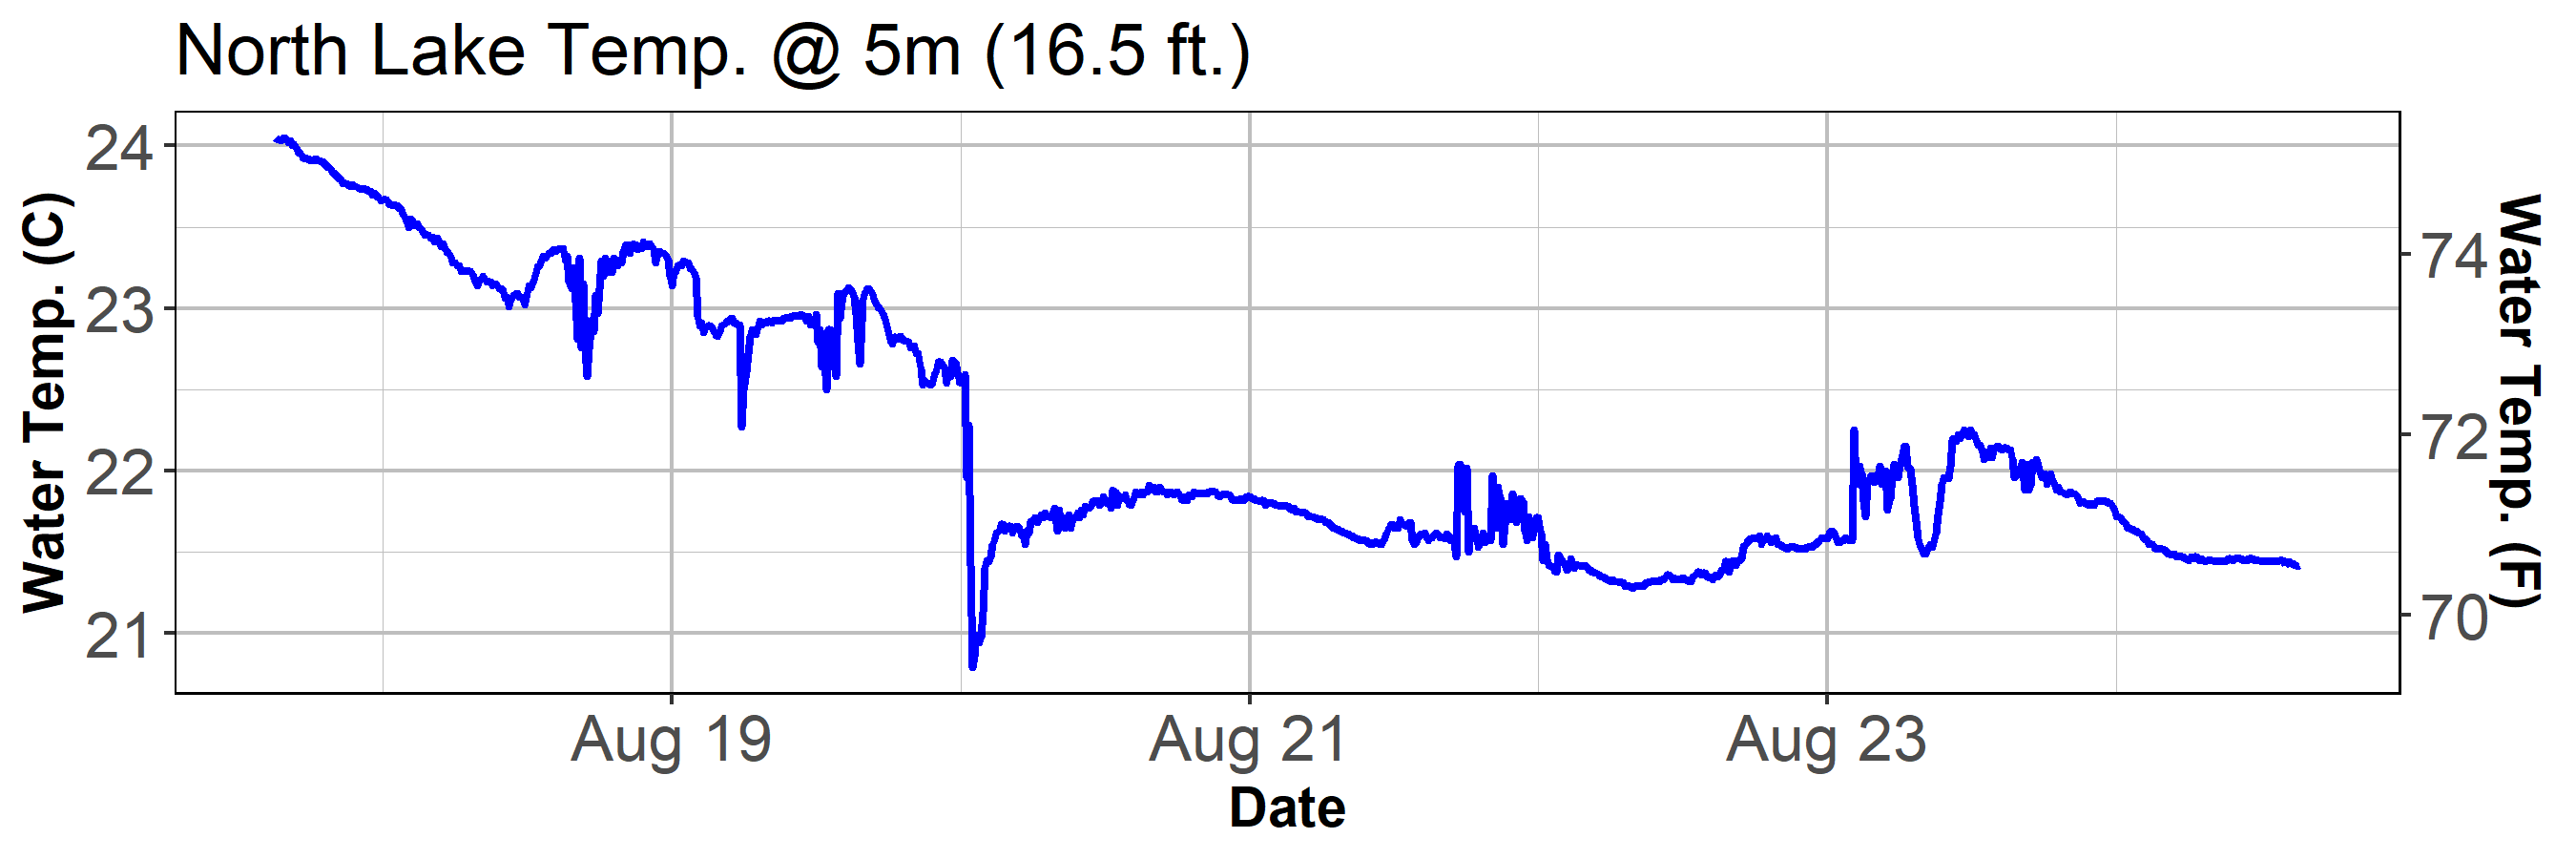 North Lake Temp. @ 5m (16.5 ft.)
Water Temp. (C)
24
23
22
21
74
72
70
Water Temp. (F)
Aug 19
Aug 21
Aug 23
Date